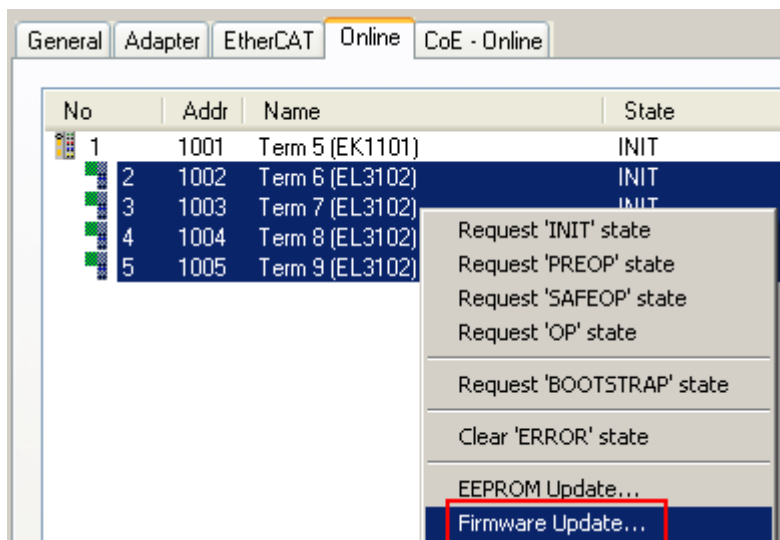 General Adapter EtherCAT Online CoE - Online
No Addr Name State
1 1001 Term 5 (EK1101) INIT
2 1002 Term 6 (EL3102) INIT
3 1003 Term 7 (EL3102) INIT
4 1004 Term 8 (EL3102)
5 1005 Term 9 (EL3102)
Request 'INIT' state
Request 'PREOP' state
Request 'SAFEOP' state
Request 'OP' state
Request 'BOOTSTRAP' state
Clear 'ERROR' state
EEPROM Update...
Firmware Update...